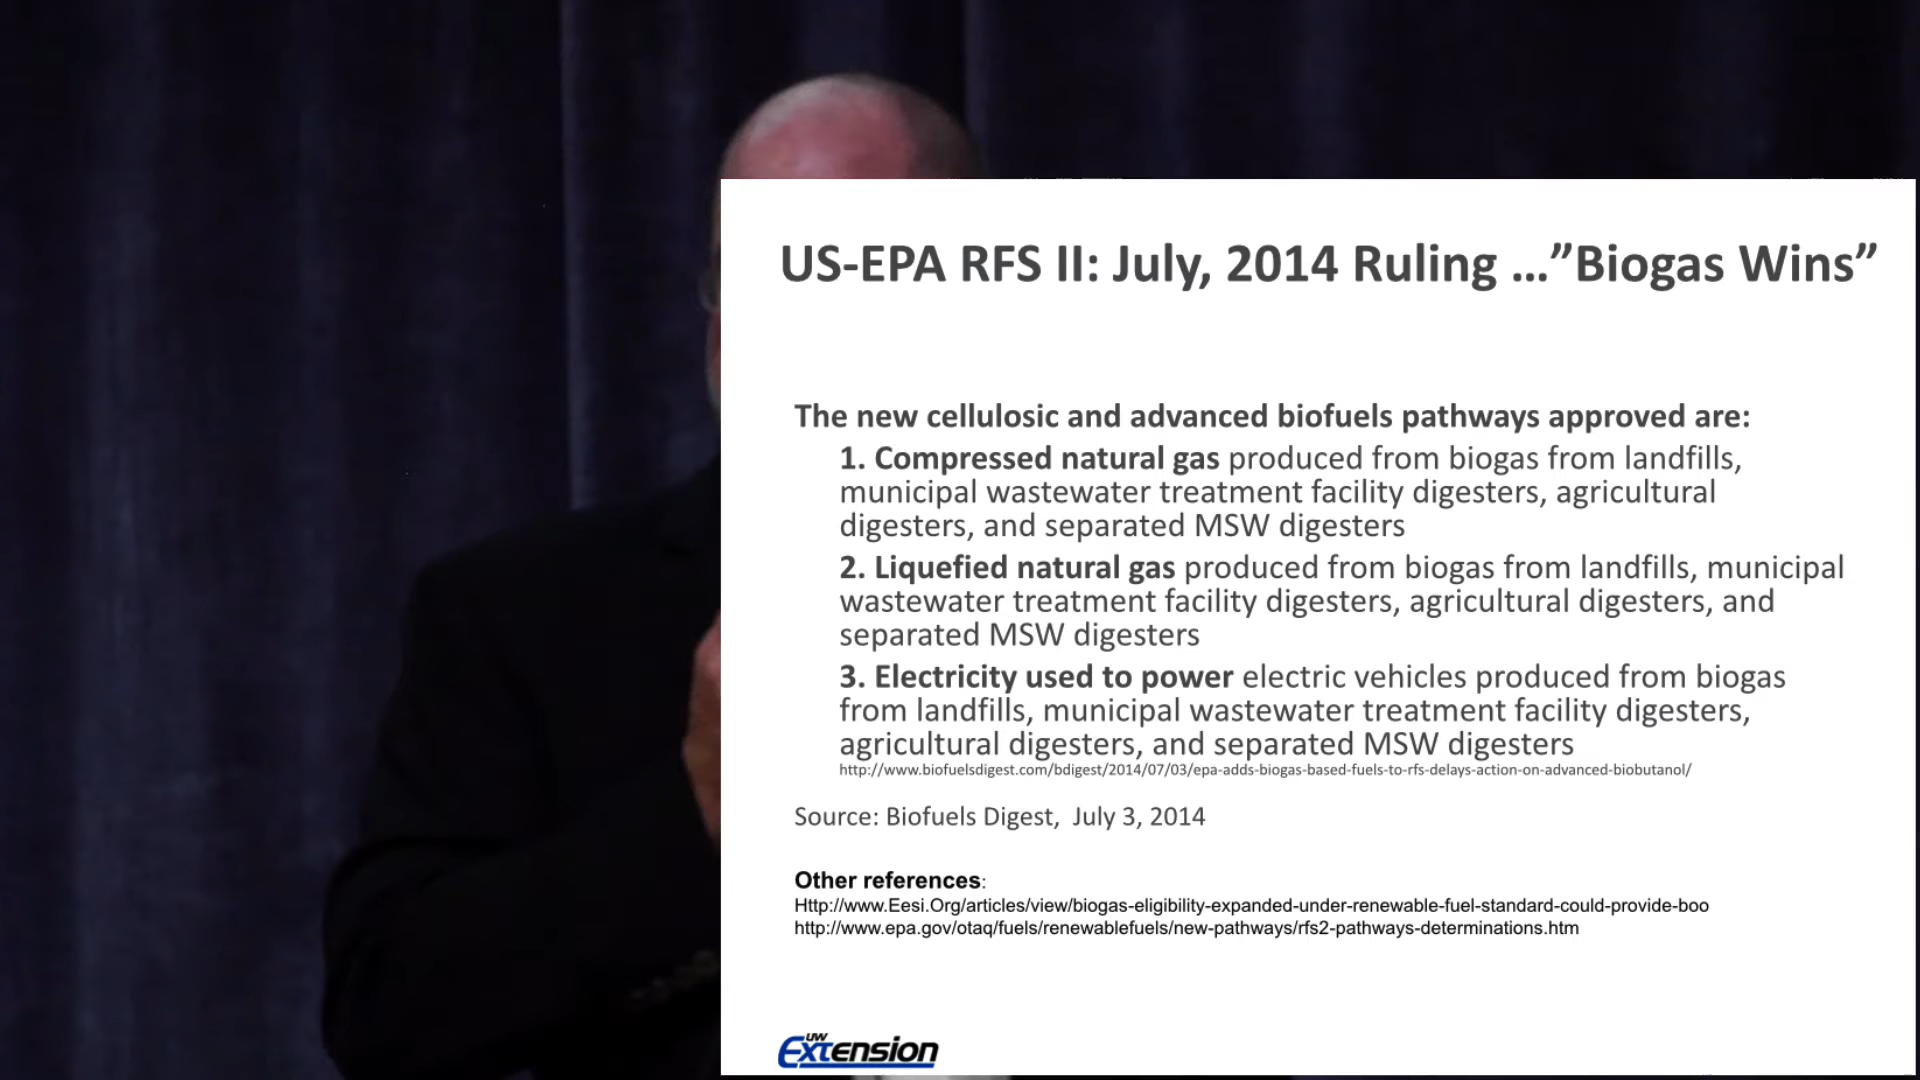 US-EPA RFS II: July, 2014 Ruling …”Biogas Wins”
The new cellulosic and advanced biofuels pathways approved are:
1. Compressed natural gas produced from biogas from landfills,
municipal wastewater treatment facility digesters, agricultural
digesters, and separated MSW digesters
2. Liquefied natural gas produced from biogas from landfills, municipal
wastewater treatment facility digesters, agricultural digesters, and
separated MSW digesters
3. Electricity used to power electric vehicles produced from biogas
from landfills, municipal wastewater treatment facility digesters,
agricultural digesters, and separated MSW digesters
http://www.biofuelsdigest.com/bdigest/2014/07/03/epa-adds-biogas-based-fuels-to-rfs-delays-action-on-advanced-biobutanol/
Source: Biofuels Digest,  July 3, 2014
Other references:
Http://www.Eesi.Org/articles/view/biogas-eligibility-expanded-under-renewable-fuel-standard-could-provide-boo
http://www.epa.gov/otaq/fuels/renewablefuels/new-pathways/rfs2-pathways-determinations.htm
UW
Extension